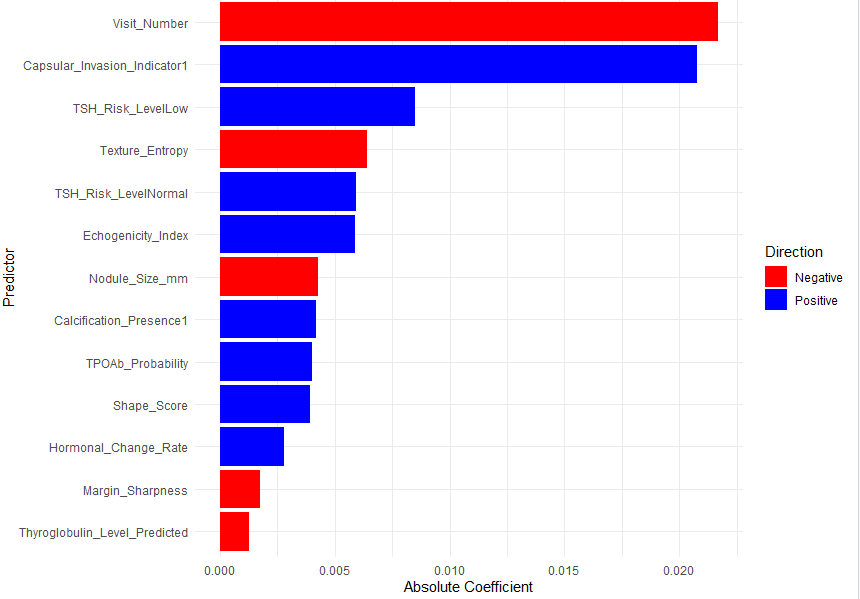 Visit_Number
Capsular_Invasion_Indicator1
TSH_Risk_LevelLow
Texture_Entropy
TSH_Risk_LevelNormal
Echogenicity_Index
Nodule_Size_mm
Calcification_Presence1
TPOAb_Probability
Shape_Score
Hormonal_Change_Rate
Margin_Sharpness
Thyroglobulin_Level_Predicted
Predictor
0.000 0.005 0.010 0.015 0.020
Absolute Coefficient
Direction
Negative
Positive